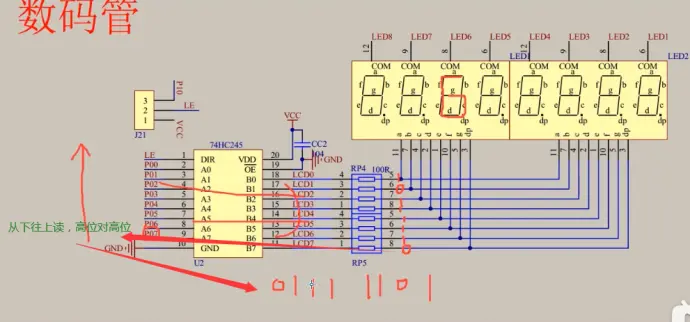 数码管
LED8 LED7 LED6 LED5 LED4 LED3 LED2 LED1
12 9 8 6 12 9 8 6
LED1 LED2
COM COM COM COM COM COM COM COM
a a a a a a a a
f b f b f b f b f b f b f b f b
g g g g g g g g
e c e c e c e c e c e c e c e c
d d d d d d d d
dp dp dp dp dp dp dp dp
a b c d e f g dp a b c d e f g dp
11 7 4 2 1 10 5 3 11 7 4 2 1 10 5 3
P10
3
2 LE
1
J21 VCC
VCC
74HC245 CC2
104
GND
LE 1 DIR VDD 20
P00 2 A0 OE 19
P01 3 A1 B0 18 LCD0 4 RP4 100R 5
P02 4 A2 B1 17 LCD1 3 6
P03 5 A3 B2 16 LCD2 2 7
P04 6 A4 B3 15 LCD3 1 8
P05 7 A5 B4 14 LCD4 4 5
P06 8 A6 B5 13 LCD5 3 6
P07 9 A7 B6 12 LCD6 2 7
GND 10 GND B7 11 LCD7 1 8
U2 RP5
从下往上读，高位对高位
0111 1101